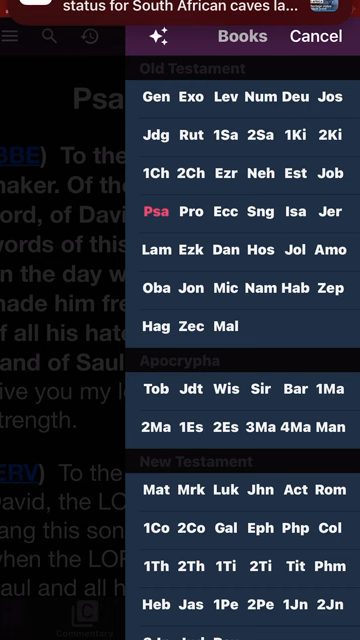 status for South African caves la...
Books
Cancel
Old Testament
Gen Exo Lev Num Deu Jos
Jdg Rut 1Sa 2Sa 1Ki 2Ki
1Ch 2Ch Ezr Neh Est Job
Psa Pro Ecc Sng Isa Jer
Lam Ezk Dan Hos Jol Amo
Oba Jon Mic Nam Hab Zep
Hag Zec Mal
Apocrypha
Tob Jdt Wis Sir Bar 1Ma
2Ma 1Es 2Es 3Ma 4Ma Man
New Testament
Mat Mrk Luk Jhn Act Rom
1Co 2Co Gal Eph Php Col
1Th 2Th 1Ti 2Ti Tit Phm
Heb Jas 1Pe 2Pe 1Jn 2Jn
Psa
BBE) To the
naker. Of the
ord, of Davi
words of this
n the day w
made him fre
f all his hate
and of Saul
ive you my l
trength.
ERV) To the
David, the LO
ang this son
when the LOR
aul and all h
C
Commentary